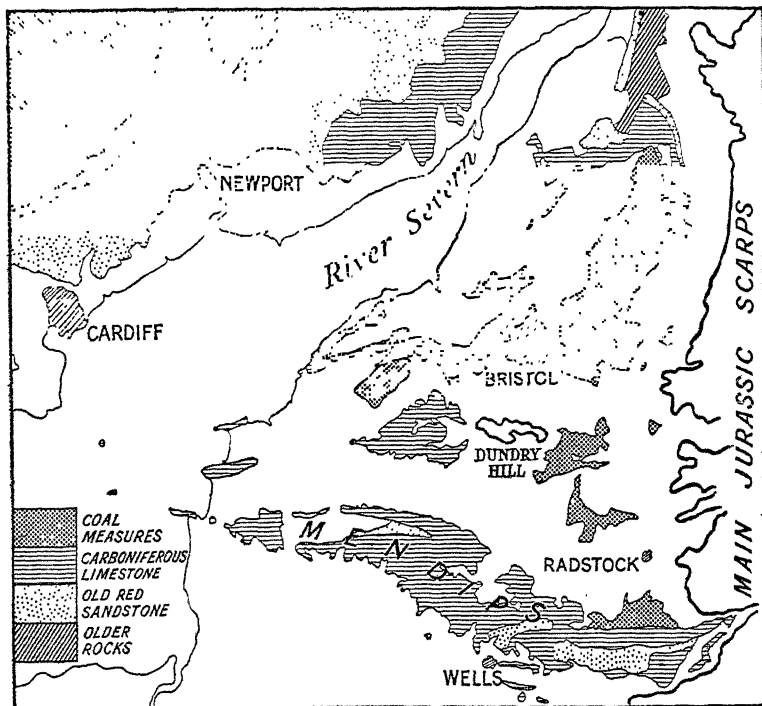 NEWPORT
River Severn
CARDIFF
BRISTOL
DUNDRY
HILL
MENDIPS
RADSTOCK
WELLS
MAIN JURASSIC SCARPS
COAL
MEASURES
CARBONIFEROUS
LIMESTONE
OLD RED
SANDSTONE
OLDER
ROCKS